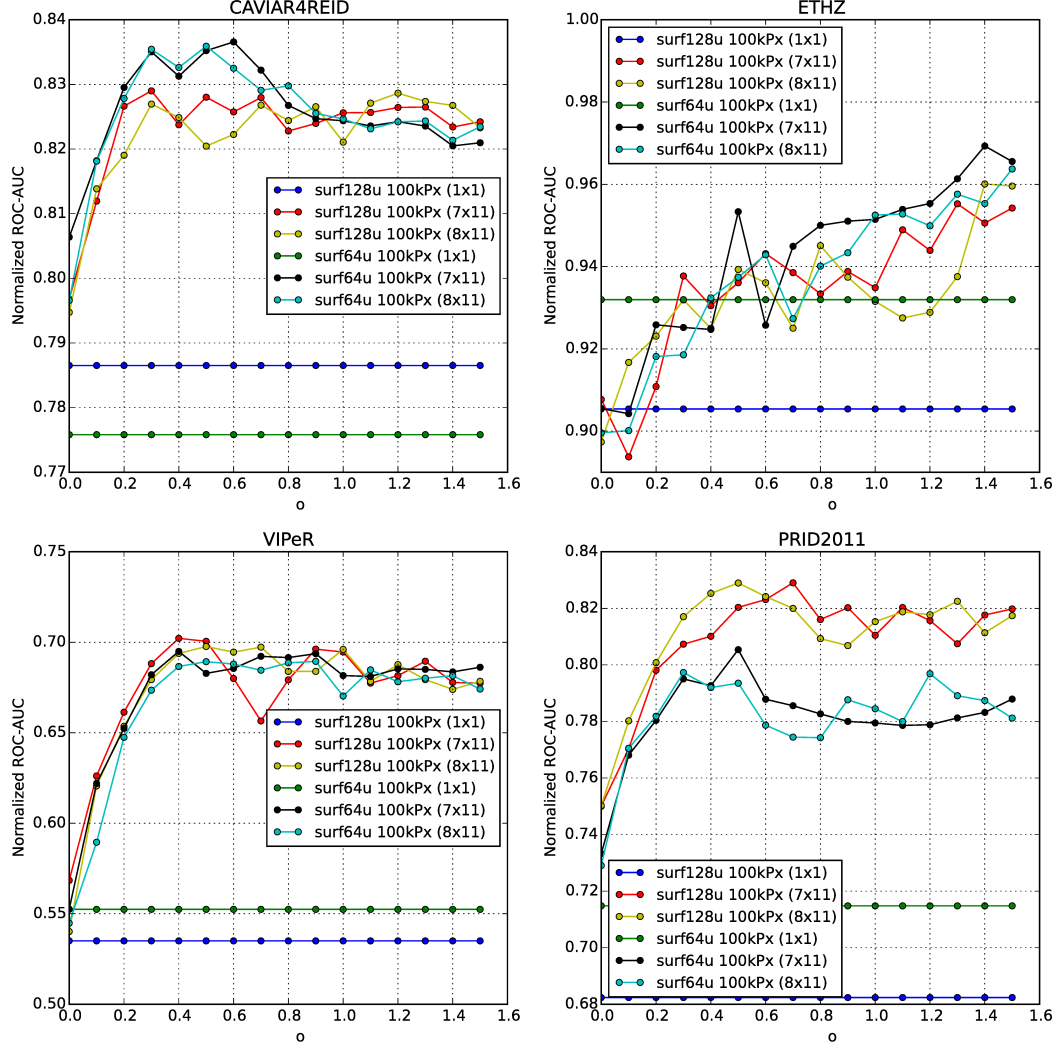 CAVIAR4REID
0.84
0.83
0.82
0.81
0.80
0.79
0.78
0.77
Normalized ROC-AUC
surf128u 100kPx (1x1)
surf128u 100kPx (7x11)
surf128u 100kPx (8x11)
surf64u 100kPx (1x1)
surf64u 100kPx (7x11)
surf64u 100kPx (8x11)
0.0 0.2 0.4 0.6 0.8 1.0 1.2 1.4 1.6
o
ETHZ
1.00
0.98
0.96
0.94
0.92
0.90
Normalized ROC-AUC
surf128u 100kPx (1x1)
surf128u 100kPx (7x11)
surf128u 100kPx (8x11)
surf64u 100kPx (1x1)
surf64u 100kPx (7x11)
surf64u 100kPx (8x11)
0.0 0.2 0.4 0.6 0.8 1.0 1.2 1.4 1.6
o
VIPeR
0.75
0.70
0.65
0.60
0.55
0.50
Normalized ROC-AUC
surf128u 100kPx (1x1)
surf128u 100kPx (7x11)
surf128u 100kPx (8x11)
surf64u 100kPx (1x1)
surf64u 100kPx (7x11)
surf64u 100kPx (8x11)
0.0 0.2 0.4 0.6 0.8 1.0 1.2 1.4 1.6
o
PRID2011
0.84
0.82
0.80
0.78
0.76
0.74
0.72
0.70
0.68
Normalized ROC-AUC
surf128u 100kPx (1x1)
surf128u 100kPx (7x11)
surf128u 100kPx (8x11)
surf64u 100kPx (1x1)
surf64u 100kPx (7x11)
surf64u 100kPx (8x11)
0.0 0.2 0.4 0.6 0.8 1.0 1.2 1.4 1.6
o